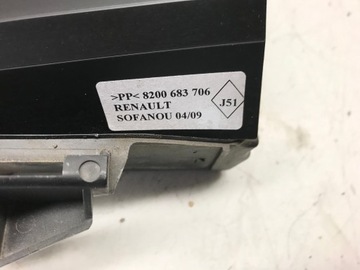 >PP< 8200 683 706
RENAULT
SOFANOU 04/09
J51